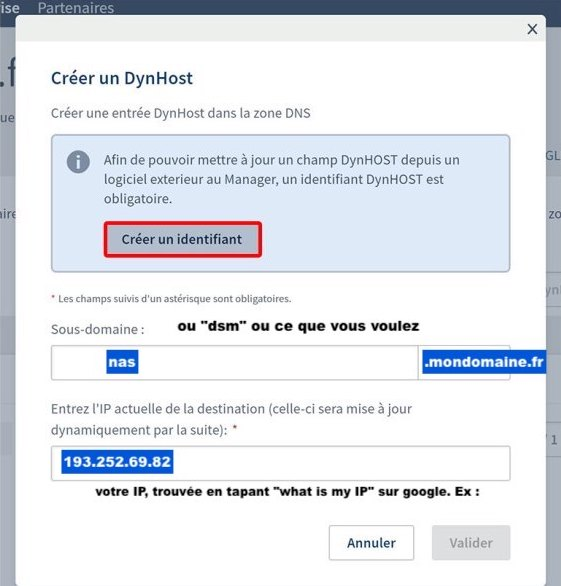 ise Partenaires
.f
Créer un DynHost
Créer une entrée DynHost dans la zone DNS
Afin de pouvoir mettre à jour un champ DynHOST depuis un
logiciel exterieur au Manager, un identifiant DynHOST est
obligatoire.
Créer un identifiant
* Les champs suivis d'un astérisque sont obligatoires.
Sous-domaine : ou "dsm" ou ce que vous voulez
nas .mondomaine.fr
Entrez l'IP actuelle de la destination (celle-ci sera mise à jour
dynamiquement par la suite): *
193.252.69.82
votre IP, trouvée en tapant "what is my IP" sur google. Ex :
Annuler Valider